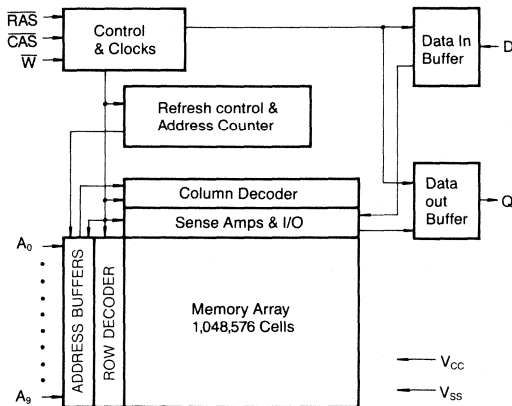 RAS
CAS
W
Control
& Clocks
Data In
Buffer
D
Refresh control &
Address Counter
Column Decoder
Sense Amps & I/O
Data
out
Buffer
Q
A0
A9
ADDRESS BUFFERS
ROW DECODER
Memory Array
1,048,576 Cells
VCC
VSS